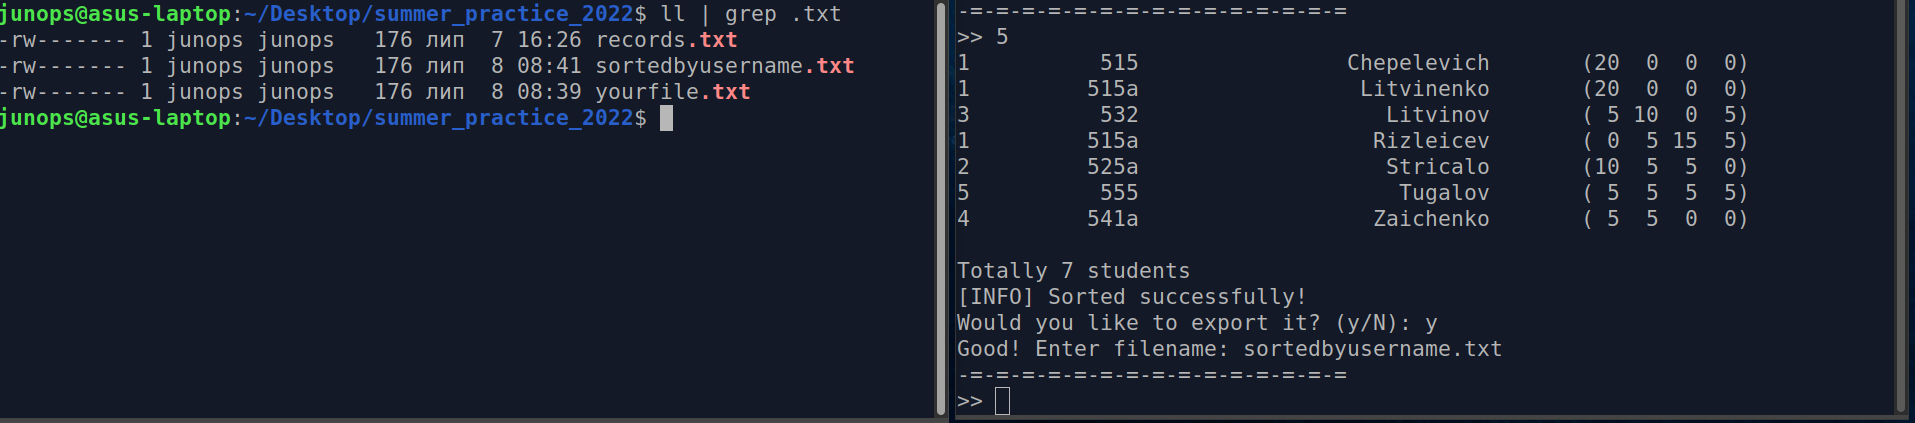 junops@asus-laptop:~/Desktop/summer_practice_2022$ ll | grep .txt
-rw------- 1 junops junops   176 лип  7 16:26 records.txt
-rw------- 1 junops junops   176 лип  8 08:41 sortedbyusername.txt
-rw------- 1 junops junops   176 лип  8 08:39 yourfile.txt
junops@asus-laptop:~/Desktop/summer_practice_2022$
-=-=-=-=-=-=-=-=-=-=-=-=-=-=-=
>> 5
1          515                Chepelevich       (20  0  0  0)
1         515a                 Litvinenko       (20  0  0  0)
3          532                   Litvinov       ( 5 10  0  5)
1         515a                  Rizleicev       ( 0  5 15  5)
2         525a                   Stricalo       (10  5  5  0)
5          555                    Tugalov       ( 5  5  5  5)
4         541a                  Zaichenko       ( 5  5  0  0)
Totally 7 students
[INFO] Sorted successfully!
Would you like to export it? (y/N): y
Good! Enter filename: sortedbyusername.txt
-=-=-=-=-=-=-=-=-=-=-=-=-=-=-=
>>